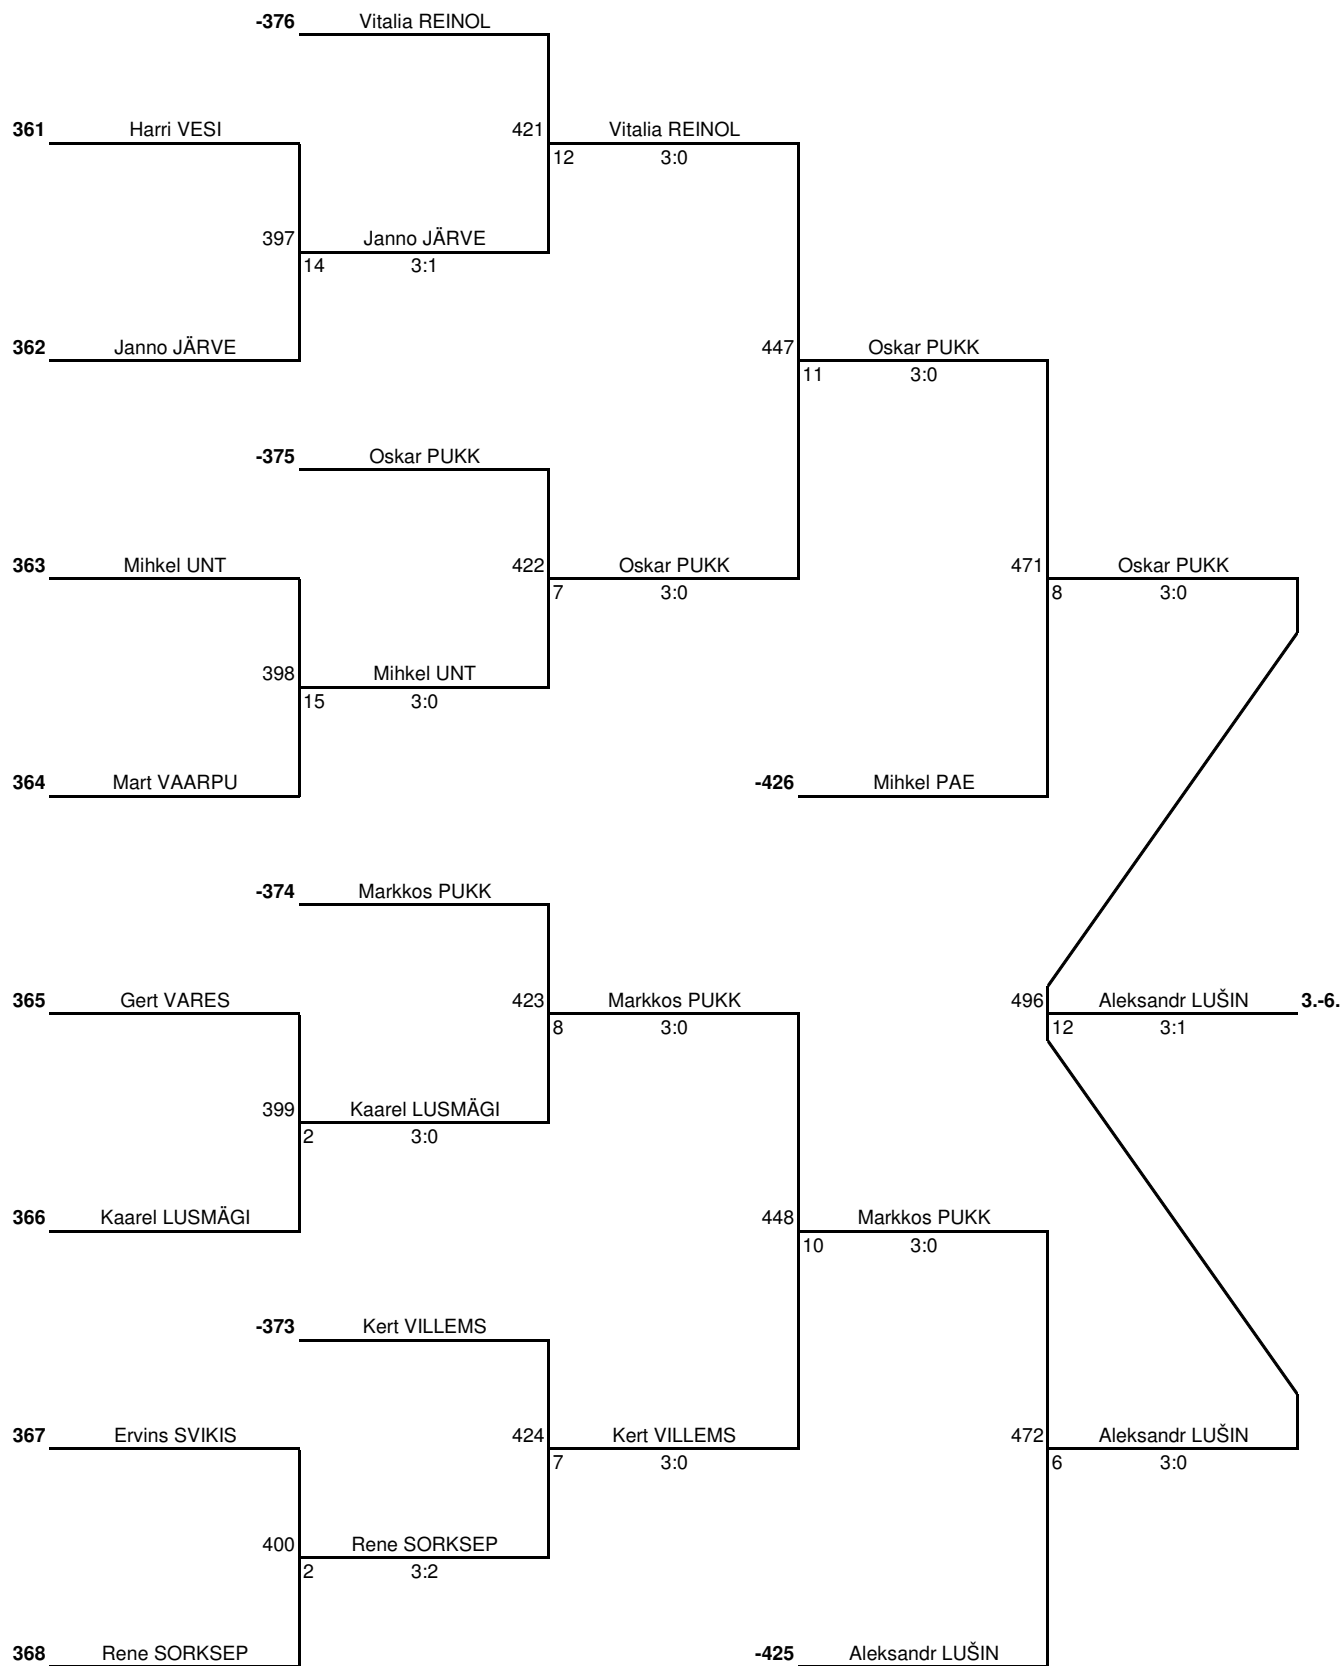 -376 Vitalia REINOL
361 Harri VESI 421 Vitalia REINOL
12 3:0
397 Janno JÄRVE
14 3:1
362 Janno JÄRVE 447 Oskar PUKK
11 3:0
-375 Oskar PUKK
363 Mihkel UNT 422 Oskar PUKK 471 Oskar PUKK
7 3:0 8 3:0
398 Mihkel UNT
15 3:0
364 Mart VAARPU -426 Mihkel PAE
-374 Markkos PUKK
365 Gert VARES 423 Markkos PUKK 496 Aleksandr LUŠIN 3.-6.
8 3:0 12 3:1
399 Kaarel LUSMÄGI
2 3:0
366 Kaarel LUSMÄGI 448 Markkos PUKK
10 3:0
-373 Kert VILLEMS
367 Ervins SVIKIS 424 Kert VILLEMS 472 Aleksandr LUŠIN
7 3:0 6 3:0
400 Rene SORKSEP
2 3:2
368 Rene SORKSEP -425 Aleksandr LUŠIN